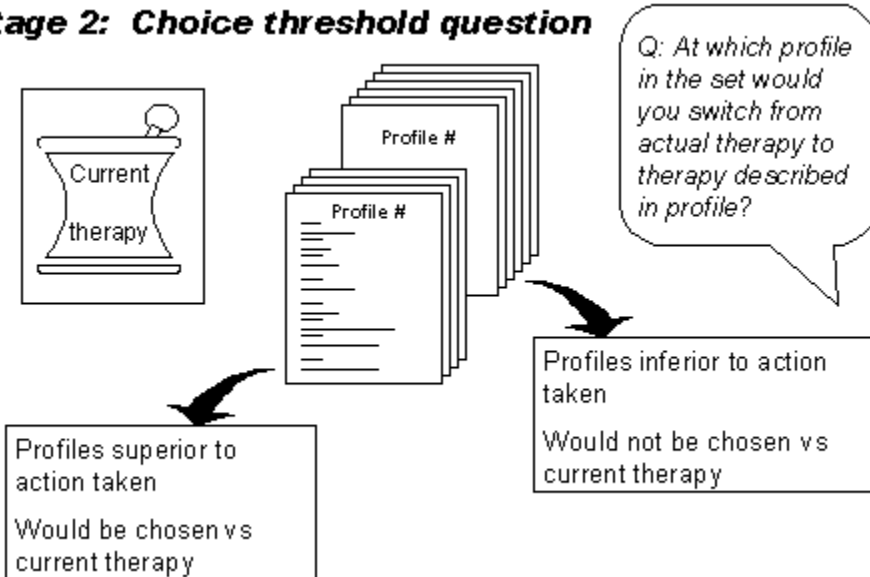 tage 2: Choice threshold question
Q: At which profile
in the set would
you switch from
actual therapy to
therapy described
in profile?
Current
therapy
Profile #
Profile #
Profiles inferior to action
taken
Would not be chosen vs
current therapy
Profiles superior to
action taken
Would be chosen vs
current therapy